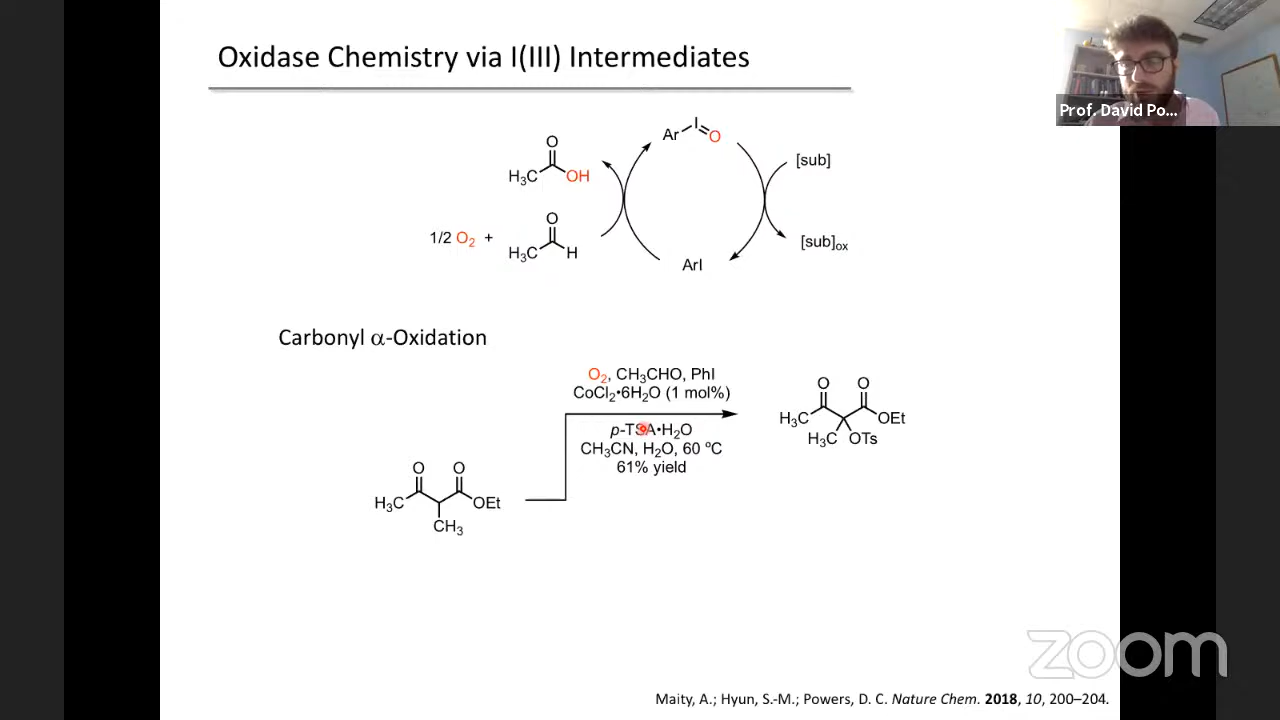 Oxidase Chemistry via I(III) Intermediates
Prof. David Po...
Ar I O
[sub]
O
H3C OH
1/2 O2 +
O
H3C H
[sub]ox
ArI
Carbonyl α-Oxidation
O2, CH3CHO, PhI
CoCl2•6H2O (1 mol%)
p-TSA•H2O
CH3CN, H2O, 60 ºC
61% yield
O O
H3C OEt
H3C OTs
O O
H3C OEt
CH3
zoom
Maity, A.; Hyun, S.-M.; Powers, D. C. Nature Chem. 2018, 10, 200–204.